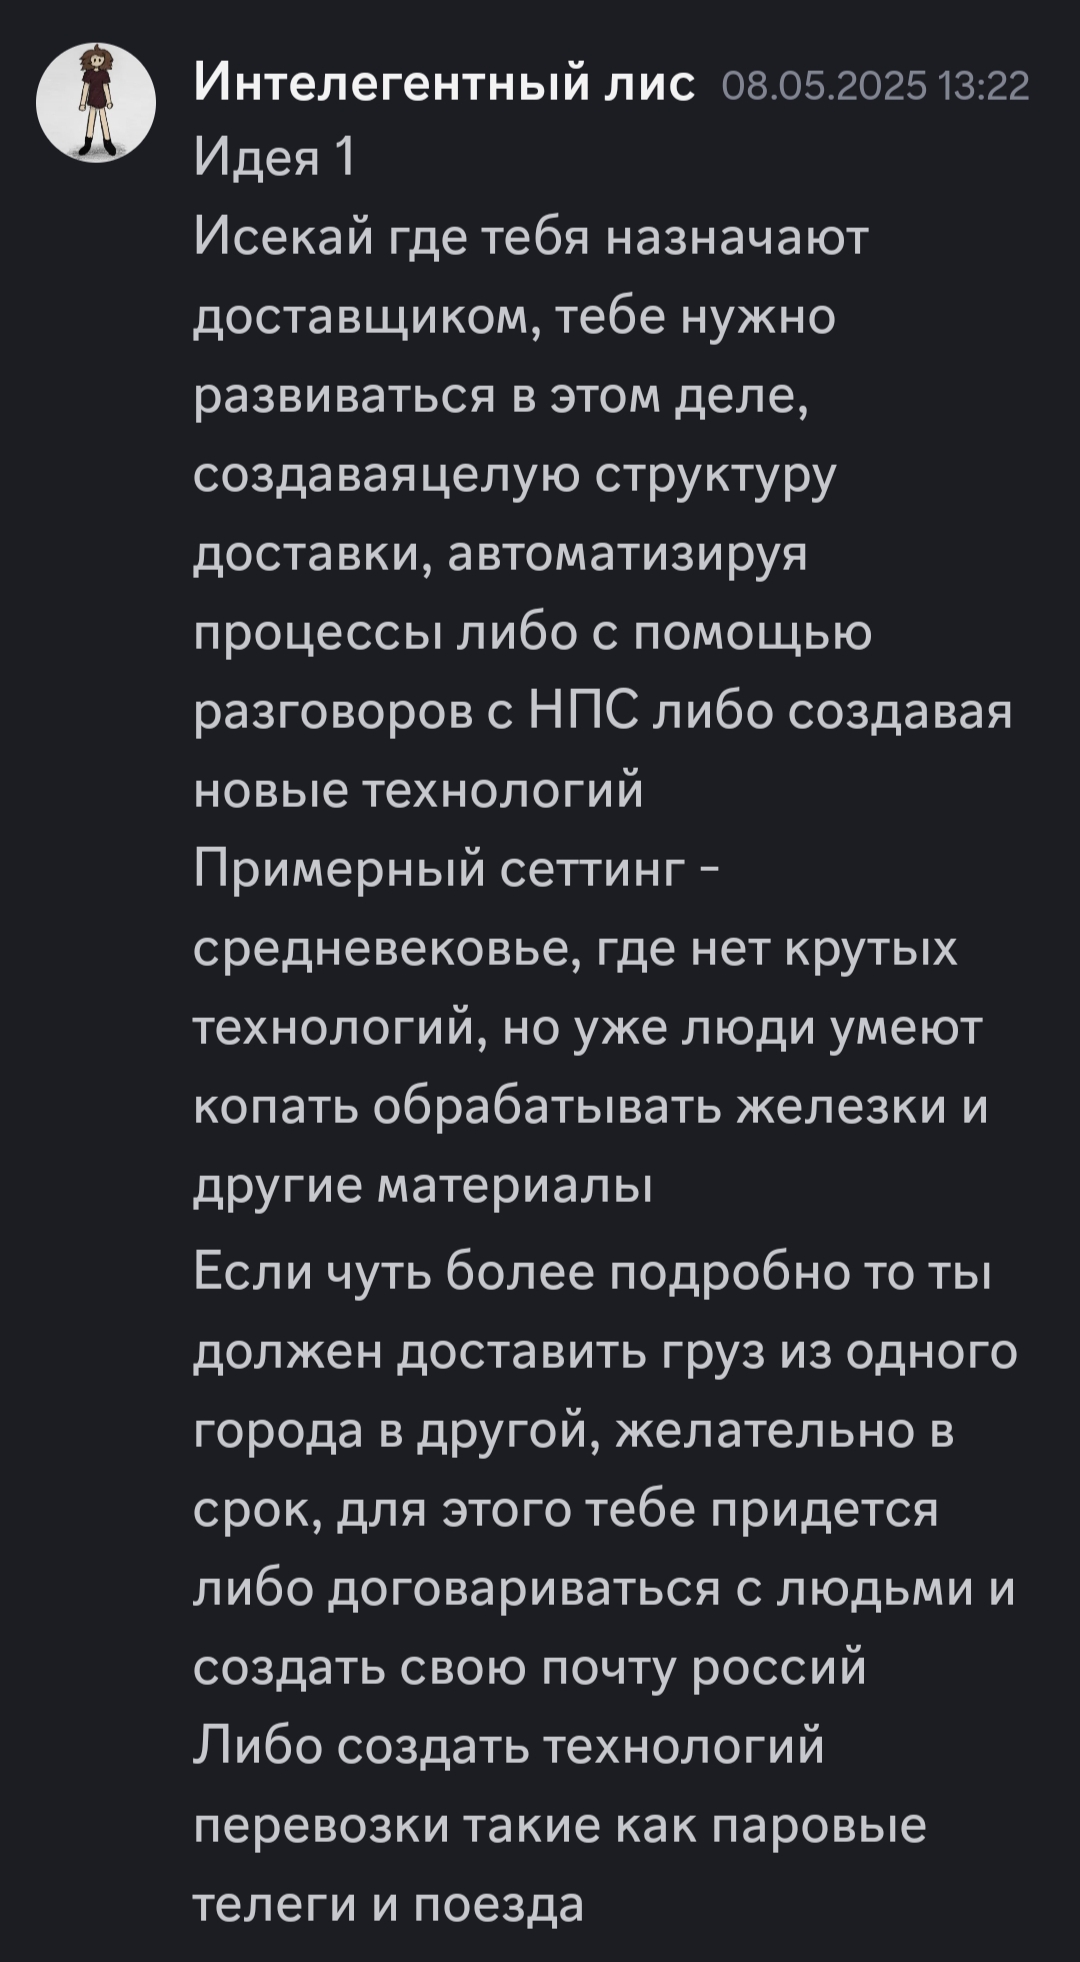 Интелегентный лис 08.05.2025 13:22
Идея 1
Исекай где тебя назначают
доставщиком, тебе нужно
развиваться в этом деле,
создаваяцелую структуру
доставки, автоматизируя
процессы либо с помощью
разговоров с НПС либо создавая
новые технологий
Примерный сеттинг -
средневековье, где нет крутых
технологий, но уже люди умеют
копать обрабатывать железки и
другие материалы
Если чуть более подробно то ты
должен доставить груз из одного
города в другой, желательно в
срок, для этого тебе придется
либо договариваться с людьми и
создать свою почту россий
Либо создать технологий
перевозки такие как паровые
телеги и поезда